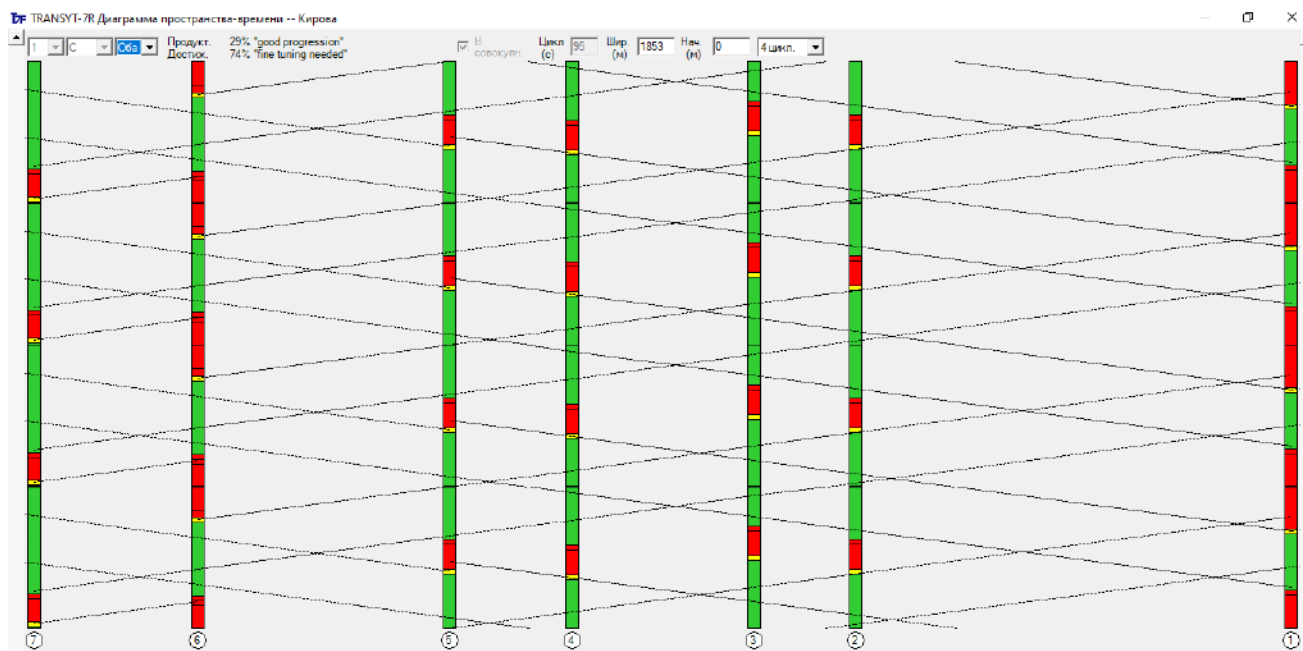 TRANSYT-7F Диаграмма пространства-времени -- Кирова
1 С Оба Продукт. 29% "good progression" В совокупн. Цикл (с) 95 Шир. (м) 1853 Нач. (м) 0 4 цикл.
Достиж. 74% "fine tuning needed"
7 6 5 4 3 2 1